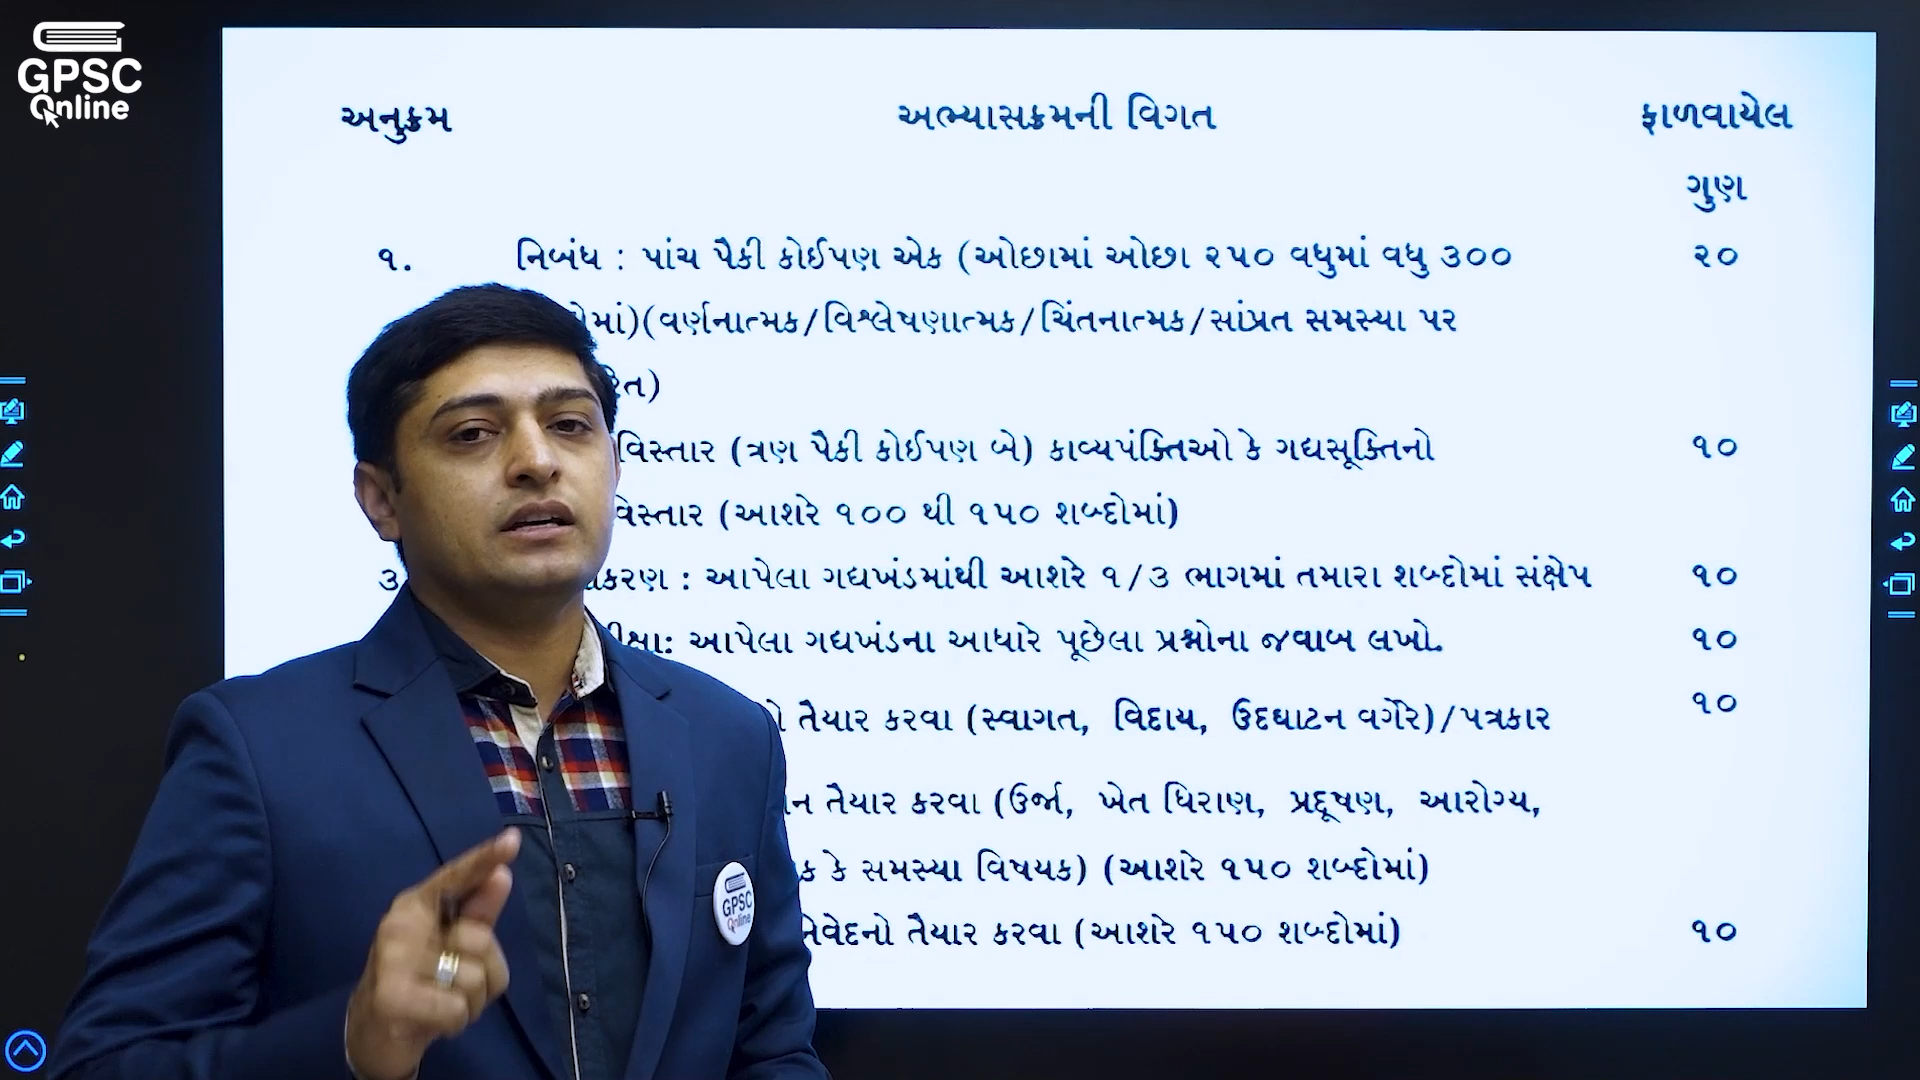 GPSC
Online
અનુક્રમ અભ્યાસક્રમની વિગત ફાળવાયેલ
ગુણ
૧. નિબંધ : પાંચ પૈકી કોઈપણ એક (ઓછામાં ઓછા ૨૫૦ વધુમાં વધુ ૩૦૦ ૨૦
(વર્ણનાત્મક/વિશ્લેષણાત્મક/ચિંતનાત્મક/સાંપ્રત સમસ્યા પર
વિસ્તાર (ત્રણ પૈકી કોઈપણ બે) કાવ્યપંક્તિઓ કે ગદ્યસૂક્તિનો ૧૦
(આશરે ૧૦૦ થી ૧૫૦ શબ્દોમાં)
૩ : આપેલા ગદ્યખંડમાંથી આશરે ૧/૩ ભાગમાં તમારા શબ્દોમાં સંક્ષેપ ૧૦
આપેલા ગદ્યખંડના આધારે પૂછેલા પ્રશ્નોના જવાબ લખો. ૧૦
તૈયાર કરવા (સ્વાગત, વિદાય, ઉદઘાટન વગેરે)/પત્રકાર ૧૦
તૈયાર કરવા (ઉર્જા, ખેત ધિરાણ, પ્રદૂષણ, આરોગ્ય,
કે સમસ્યા વિષયક) (આશરે ૧૫૦ શબ્દોમાં)
તૈયાર કરવા (આશરે ૧૫૦ શબ્દોમાં) ૧૦
GPSC
Online